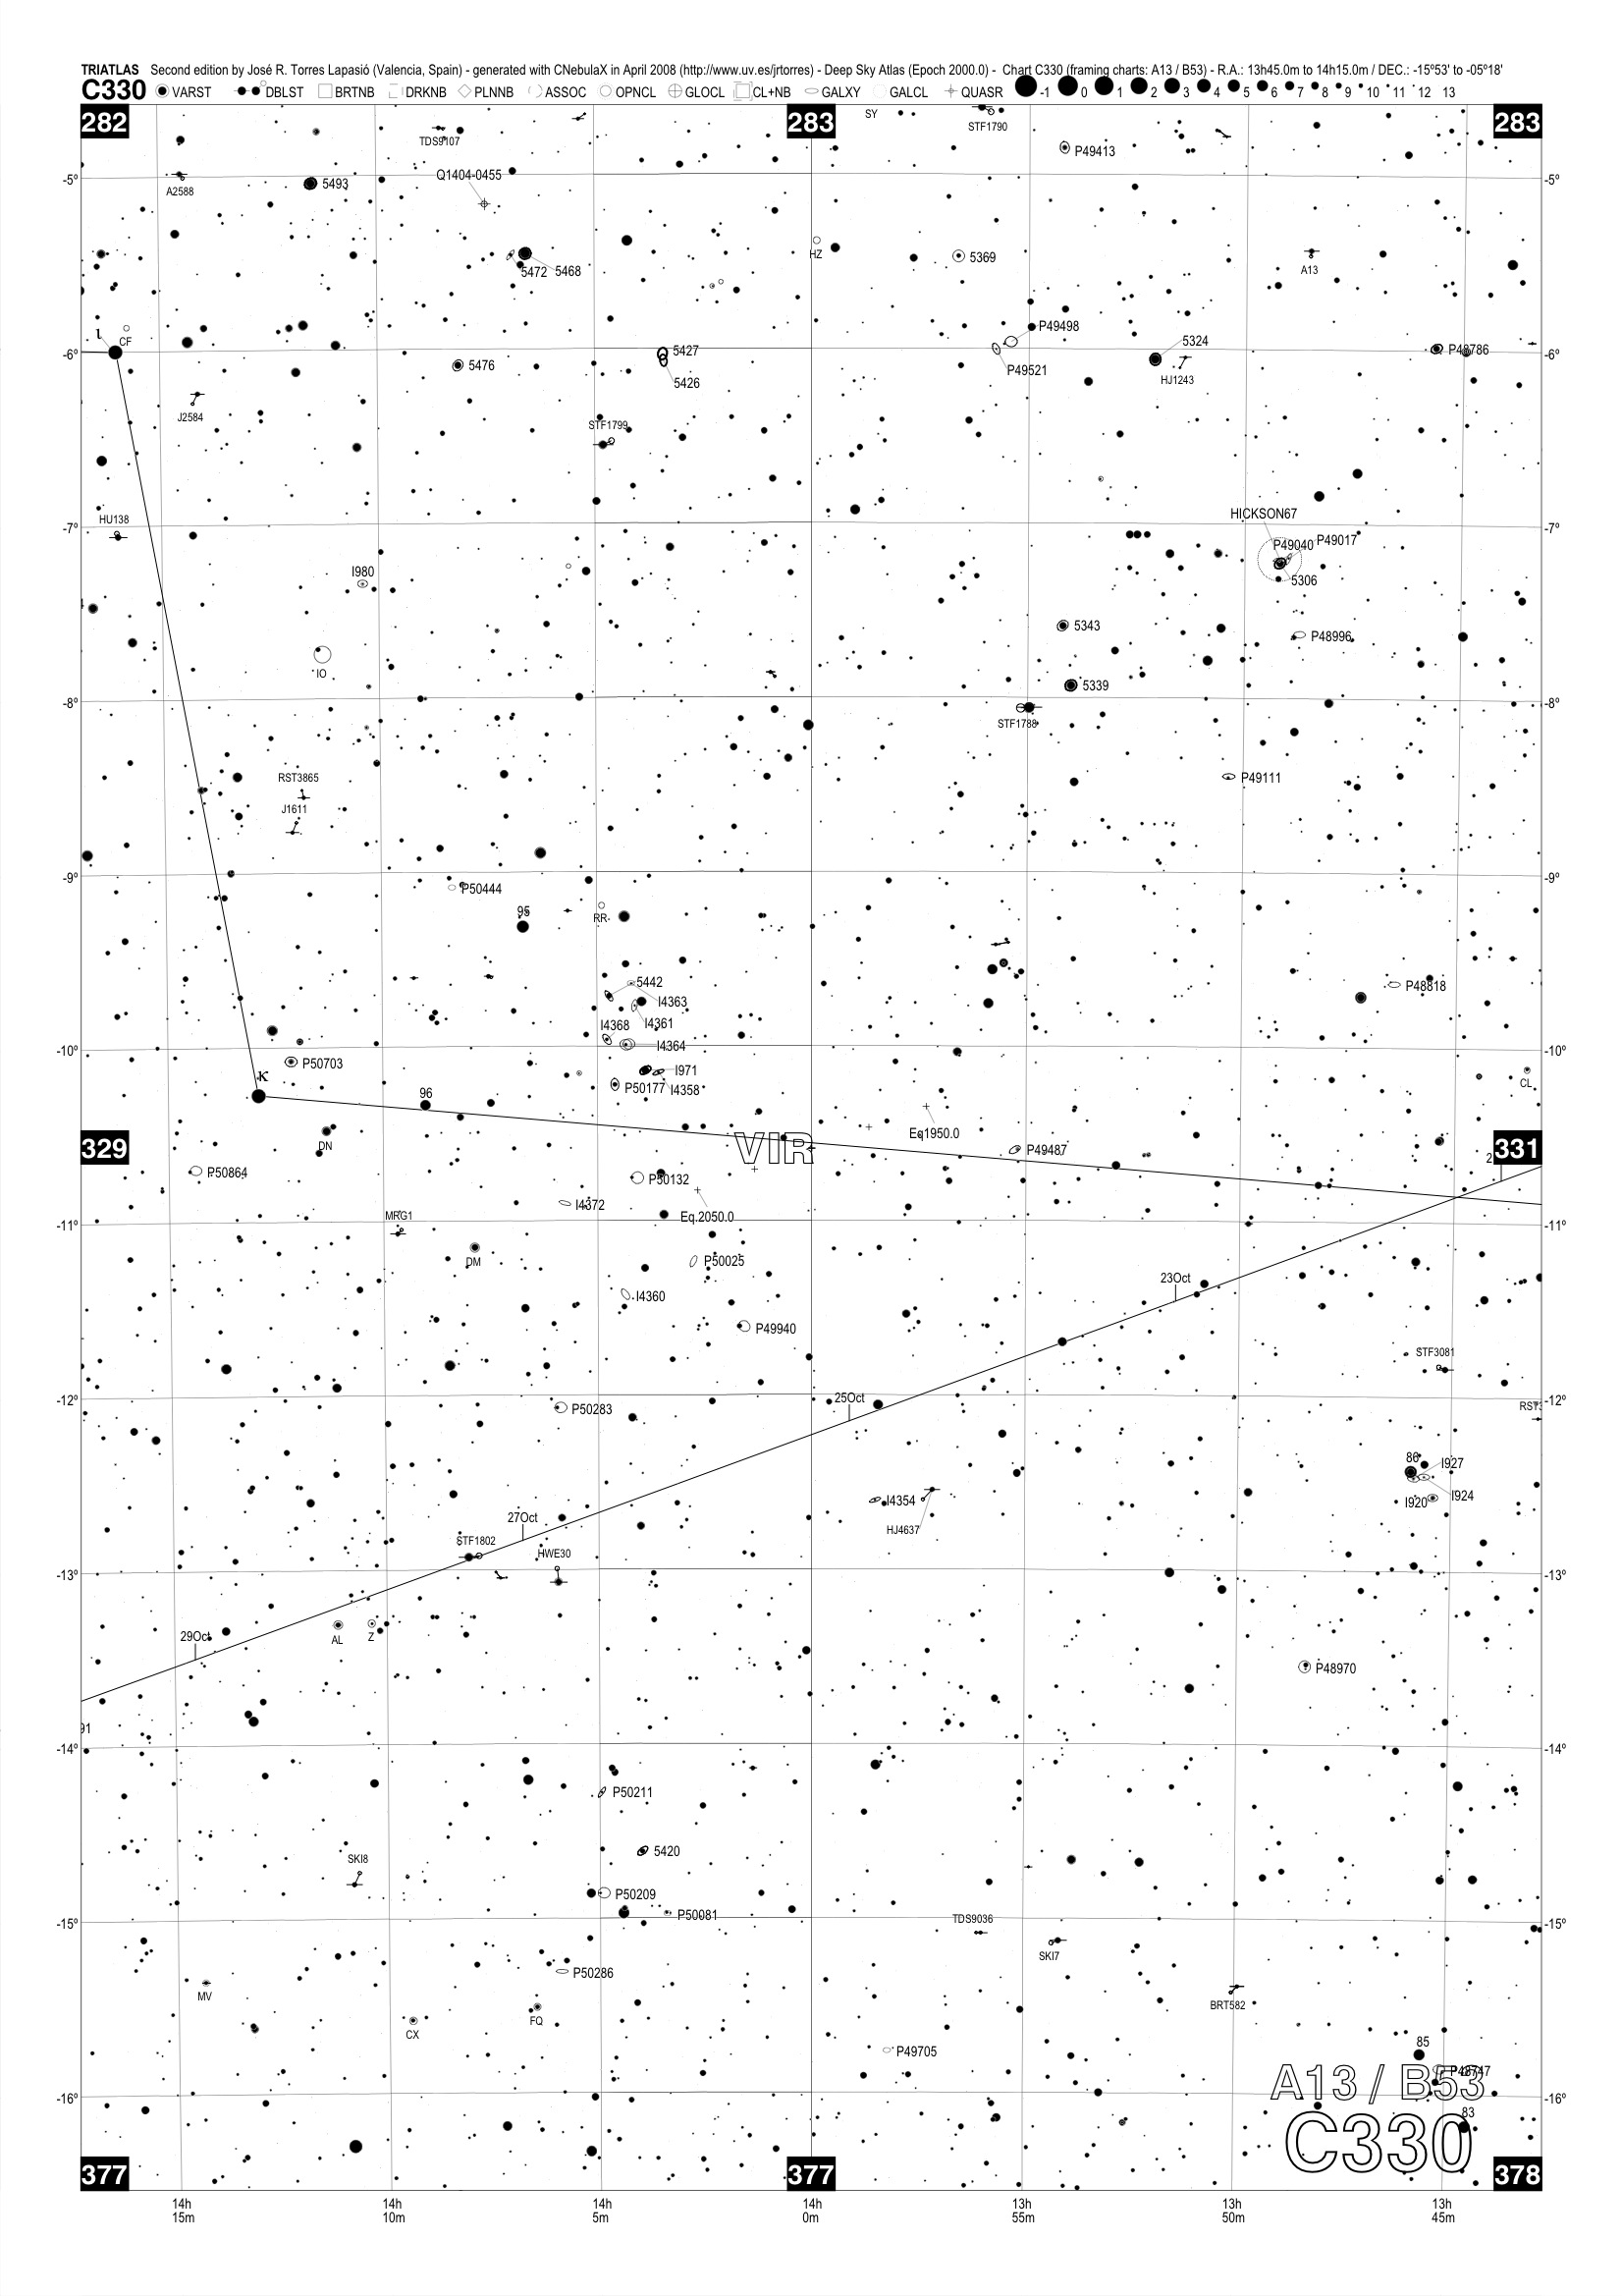 TRIATLAS Second edition by José R. Torres Lapasió (Valencia, Spain) - generated with CNebulaX in April 2008 (http://www.uv.es/jrtorres) - Deep Sky Atlas (Epoch 2000.0) - Chart C330 (framing charts: A13 / B53) - R.A.: 13h45.0m to 14h15.0m / DEC.: -15º53' to -05º18'
C330 VARST DBLST BRTNB DRKNB PLNNB ASSOC OPNCL GLOCL CL+NB GALXY GALCL QUASR -1 0 1 2 3 4 5 6 7 8 9 10 11 12 13
282 283 283
SY
STF1790
TDS9107
P49413
-5º -5º
Q1404-0455
A2588
5493
HZ
5369
A13
5472 5468
ι
CF
P49498
5324
-6º 5427 P48786 -6º
5476
P49521
5426
HJ1243
J2584
STF1799
HICKSON67
HU138
-7º -7º
P49040 P49017
I980
5306
5343
P48996
IO
5339
-8º STF1788 -8º
RST3865
P49111
J1611
-9º -9º
P50444
95
RR
5442
P48818
I4363
I4368 I4361
I4364
-10º -10º
P50703
I971
κ
P50177 I4358
CL
96
Eq1950.0
DN
329 VIR 331
P49487
2
P50864
P50132
I4372
MRG1
Eq.2050.0
-11º -11º
DM
P50025
23Oct
I4360
P49940
STF3081
-12º 25Oct -12º
P50283
RST3
86 I927
I4354
I920 I924
27Oct
HJ4637
STF1802
HWE30
-13º -13º
29Oct
AL Z
P48970
91
-14º -14º
P50211
5420
SKI8
P50209
-15º P50081 TDS9036 -15º
SKI7
P50286
MV
BRT582
FQ
CX
85
P49705
P48747
-16º A13 / B53 -16º
83
C330
377 377 378
14h 14h 14h 14h 13h 13h 13h
15m 10m 5m 0m 55m 50m 45m